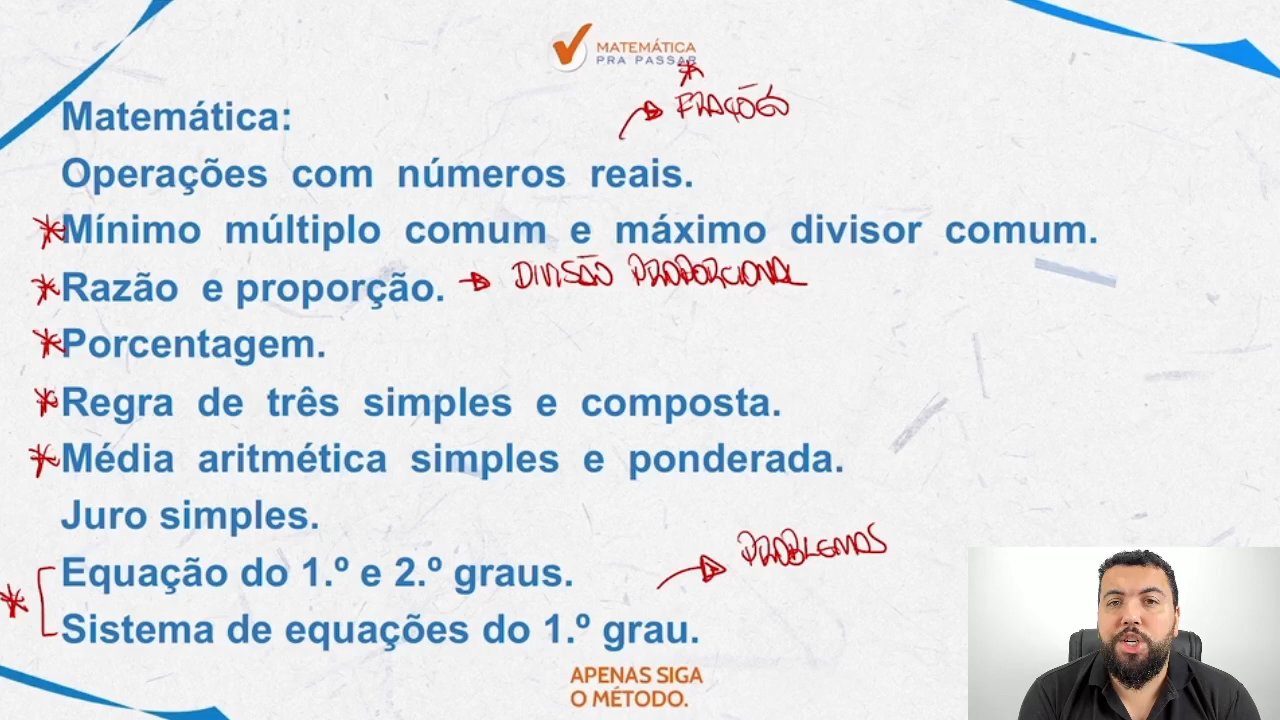 MATEMÁTICA
PRA PASSAR
* FRAÇÕES
Matemática:
Operações com números reais.
* Mínimo múltiplo comum e máximo divisor comum.
* Razão e proporção. → DIVISÃO PROPORCIONAL
* Porcentagem.
* Regra de três simples e composta.
* Média aritmética simples e ponderada.
Juro simples.
PROBLEMAS
Equação do 1.º e 2.º graus.
* Sistema de equações do 1.º grau.
APENAS SIGA
O MÉTODO.